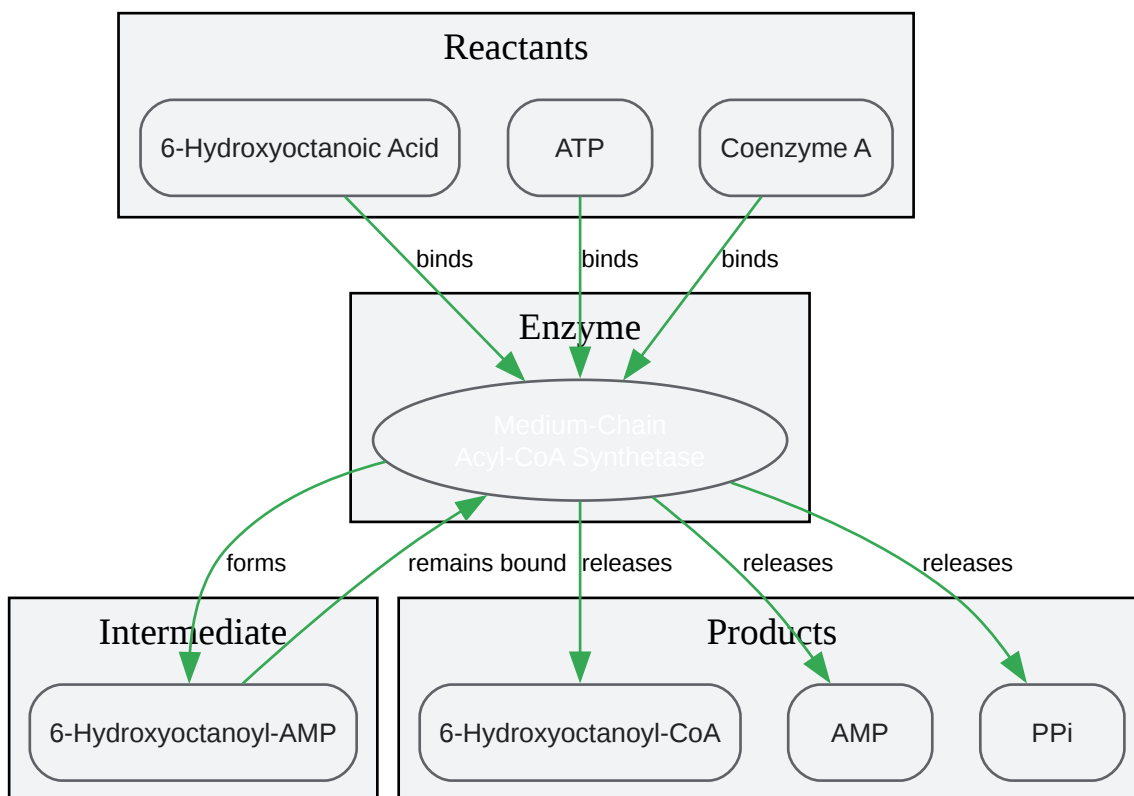 Reactants
6-Hydroxyoctanoic Acid
ATP
Coenzyme A
binds
binds
binds
Enzyme
Medium-Chain
Acyl-CoA Synthetase
forms
remains bound
releases
releases
releases
Intermediate
Products
6-Hydroxyoctanoyl-AMP
6-Hydroxyoctanoyl-CoA
AMP
PPi